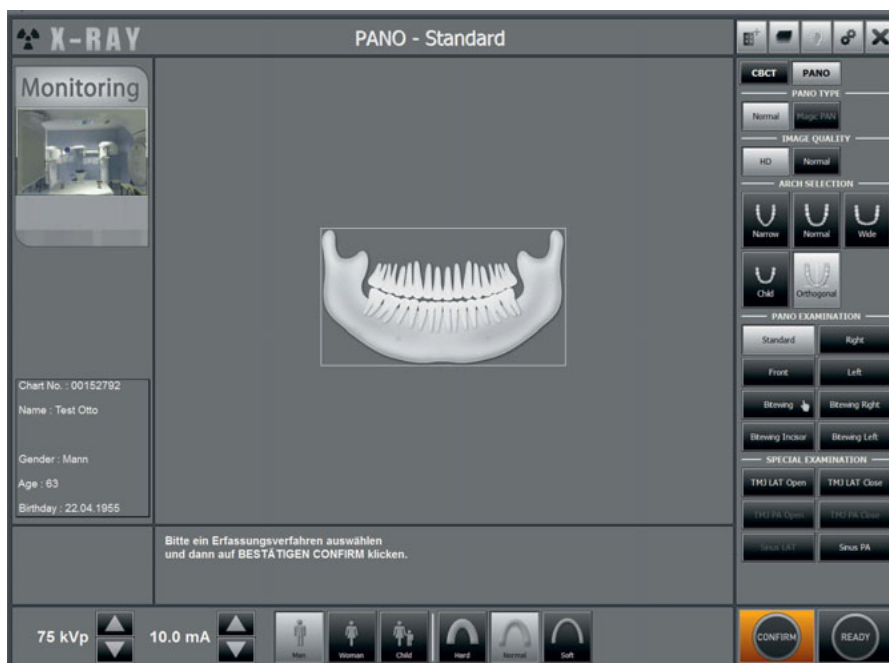 X-RAY
PANO - Standard
Monitoring
Chart No. : 00152792
Name : Test Otto
Gender : Mann
Age : 63
Birthday : 22.04.1955
Bitte ein Erfassungsverfahren auswählen
und dann auf BESTÄTIGEN CONFIRM klicken.
CBCT PANO
PANO TYPE
Normal Magic PAN
IMAGE QUALITY
HD Normal
ARCH SELECTION
Narrow Normal Wide
Child Orthogonal
PANO EXAMINATION
Standard Right
Front Left
Bitewing Bitewing Right
Bitewing Incisor Bitewing Left
SPECIAL EXAMINATION
TMJ LAT Open TMJ LAT Close
TMJ PA Open TMJ PA Close
Sinus LAT Sinus PA
75 kVp 10.0 mA Man Woman Child Hard Normal Soft CONFIRM READY